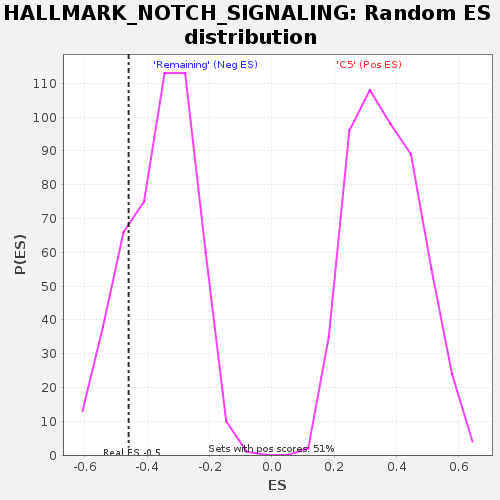 HALLMARK_NOTCH_SIGNALING: Random ES
distribution
'Remaining' (Neg ES) 'C5' (Pos ES)
110
100
90
80
70
60
50
40
30
20
10
0
P(ES)
Real ES -0.5
Sets with pos scores: 51%
-0.6 -0.4 -0.2 0.0 0.2 0.4 0.6
ES